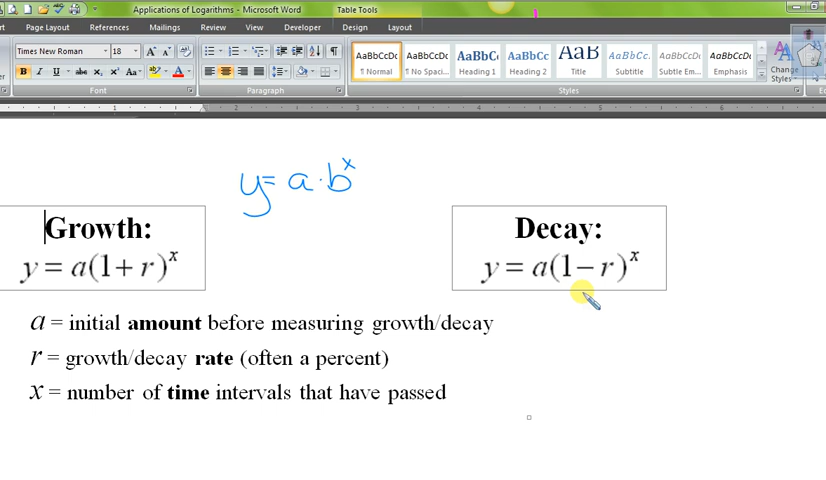 Applications of Logarithms - Microsoft Word
Table Tools
Page Layout References Mailings Review View Developer Add-Ins Design Layout
Times New Roman 18
AaBbCcDc AaBbCcDc AaBbC AaBbCc AaB AaBbCc. AaBbCcDc AaBbCcDc
¶ Normal ¶ No Spaci... Heading 1 Heading 2 Title Subtitle Subtle Em... Emphasis
Change Styles
Font Paragraph Styles
y = a · b^x
Growth:
y = a(1 + r)^x
Decay:
y = a(1 − r)^x
a = initial amount before measuring growth/decay
r = growth/decay rate (often a percent)
x = number of time intervals that have passed